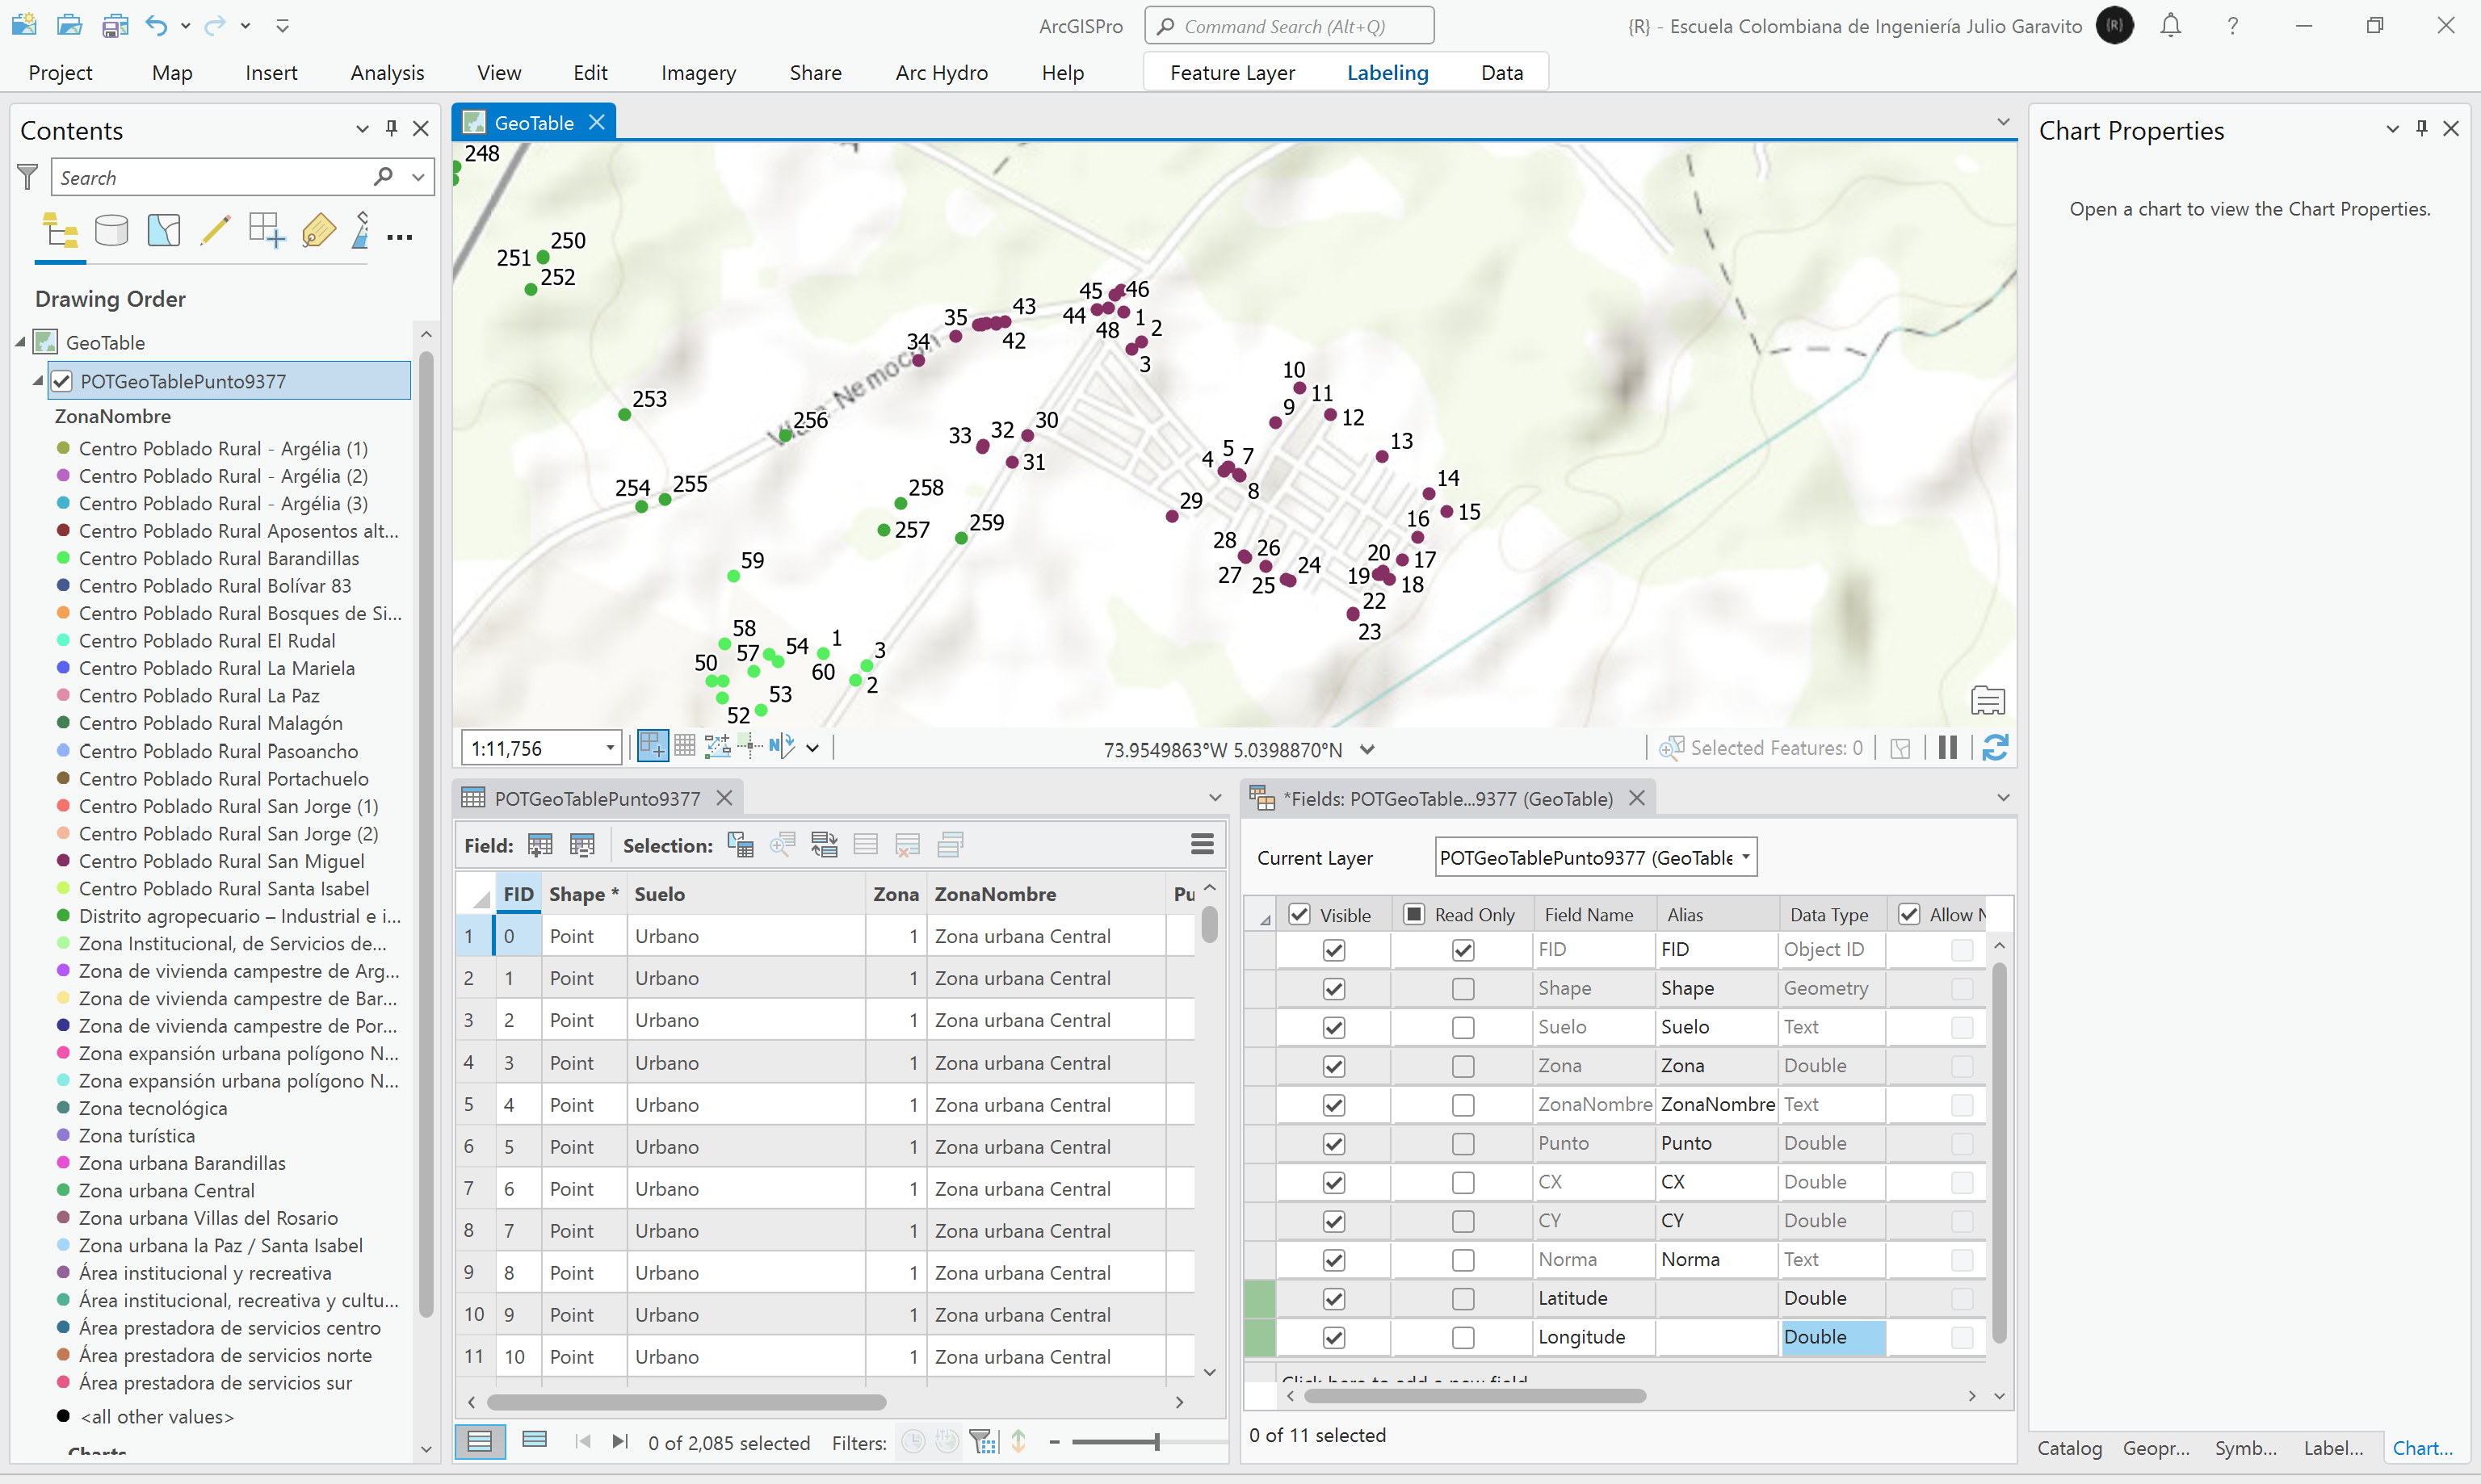 ArcGISPro
Command Search (Alt+Q)
{R} - Escuela Colombiana de Ingeniería Julio Garavito
{R}
Project Map Insert Analysis View Edit Imagery Share Arc Hydro Help Feature Layer Labeling Data
Contents
Search
Drawing Order
GeoTable
POTGeoTablePunto9377
ZonaNombre
Centro Poblado Rural - Argélia (1)
Centro Poblado Rural - Argélia (2)
Centro Poblado Rural - Argélia (3)
Centro Poblado Rural Aposentos alt...
Centro Poblado Rural Barandillas
Centro Poblado Rural Bolívar 83
Centro Poblado Rural Bosques de Si...
Centro Poblado Rural El Rudal
Centro Poblado Rural La Mariela
Centro Poblado Rural La Paz
Centro Poblado Rural Malagón
Centro Poblado Rural Pasoancho
Centro Poblado Rural Portachuelo
Centro Poblado Rural San Jorge (1)
Centro Poblado Rural San Jorge (2)
Centro Poblado Rural San Miguel
Centro Poblado Rural Santa Isabel
Distrito agropecuario – Industrial e i...
Zona Institucional, de Servicios de...
Zona de vivienda campestre de Arg...
Zona de vivienda campestre de Bar...
Zona de vivienda campestre de Por...
Zona expansión urbana polígono N...
Zona expansión urbana polígono N...
Zona tecnológica
Zona turística
Zona urbana Barandillas
Zona urbana Central
Zona urbana Villas del Rosario
Zona urbana la Paz / Santa Isabel
Área institucional y recreativa
Área institucional, recreativa y cultu...
Área prestadora de servicios centro
Área prestadora de servicios norte
Área prestadora de servicios sur
<all other values>
Charts
GeoTable
248
250
251
252
45 46
43
35
44 1
48 2
42
34
3
10
11
253
9
12
256
30
32
33
13
5
7
4
31
14
254 255
258
8
29
15
259
16
257
28 26
20
59
24
17
27
19
25
18
22
23
58
1
54
57
3
50
60
2
53
52
1:11,756
73.9549863°W 5.0398870°N
Selected Features: 0
POTGeoTablePunto9377
Field: Selection:
FID Shape * Suelo Zona ZonaNombre Pu
1 0 Point Urbano 1 Zona urbana Central
2 1 Point Urbano 1 Zona urbana Central
3 2 Point Urbano 1 Zona urbana Central
4 3 Point Urbano 1 Zona urbana Central
5 4 Point Urbano 1 Zona urbana Central
6 5 Point Urbano 1 Zona urbana Central
7 6 Point Urbano 1 Zona urbana Central
8 7 Point Urbano 1 Zona urbana Central
9 8 Point Urbano 1 Zona urbana Central
10 9 Point Urbano 1 Zona urbana Central
11 10 Point Urbano 1 Zona urbana Central
0 of 2,085 selected Filters:
*Fields: POTGeoTable...9377 (GeoTable)
Current Layer POTGeoTablePunto9377 (GeoTable
Visible Read Only Field Name Alias Data Type Allow N
FID FID Object ID
Shape Shape Geometry
Suelo Suelo Text
Zona Zona Double
ZonaNombre ZonaNombre Text
Punto Punto Double
CX CX Double
CY CY Double
Norma Norma Text
Latitude Double
Longitude Double
Click here to add a new field
0 of 11 selected
Chart Properties
Open a chart to view the Chart Properties.
Catalog Geopr... Symb... Label... Chart...